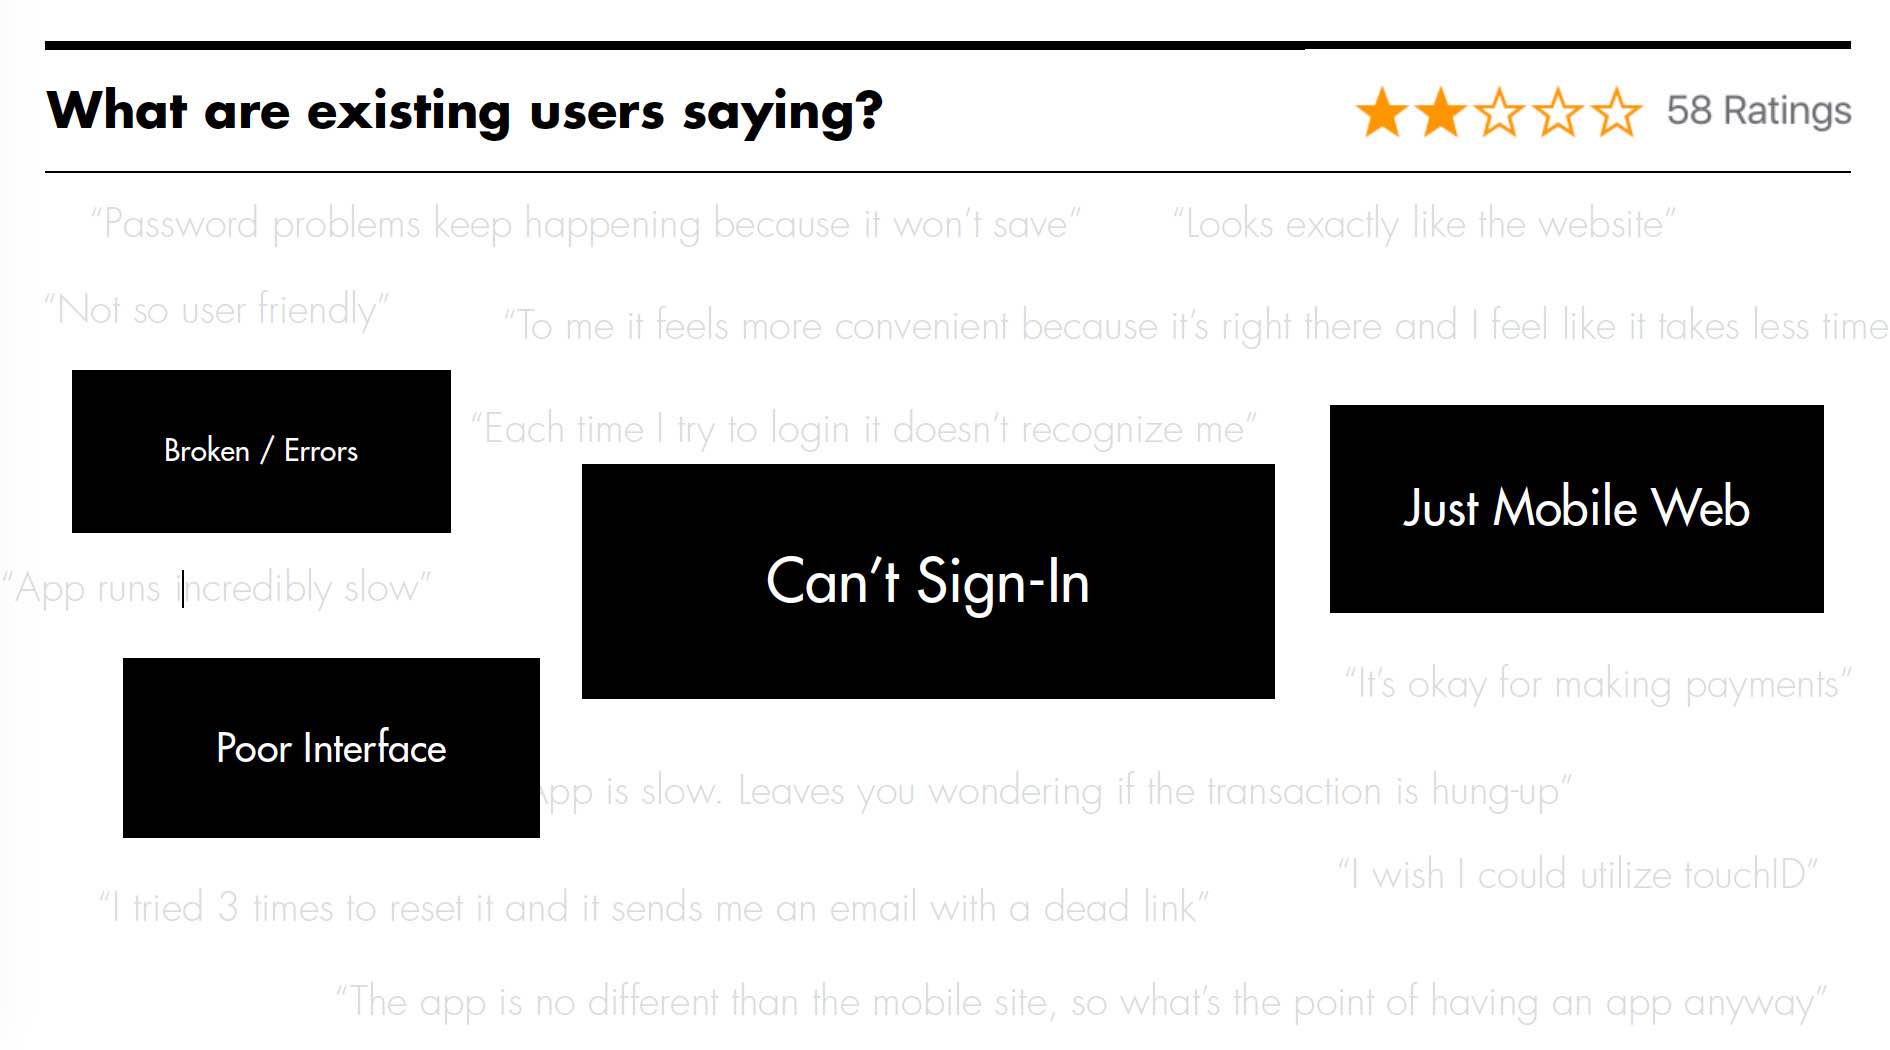 What are existing users saying?
58 Ratings
“Password problems keep happening because it won’t save”
“Looks exactly like the website”
“Not so user friendly”
“To me it feels more convenient because it’s right there and I feel like it takes less time
“Each time I try to login it doesn’t recognize me”
Broken / Errors
Just Mobile Web
Can’t Sign-In
“App runs incredibly slow”
“It’s okay for making payments”
Poor Interface
App is slow. Leaves you wondering if the transaction is hung-up”
“I wish I could utilize touchID”
“I tried 3 times to reset it and it sends me an email with a dead link”
“The app is no different than the mobile site, so what’s the point of having an app anyway”